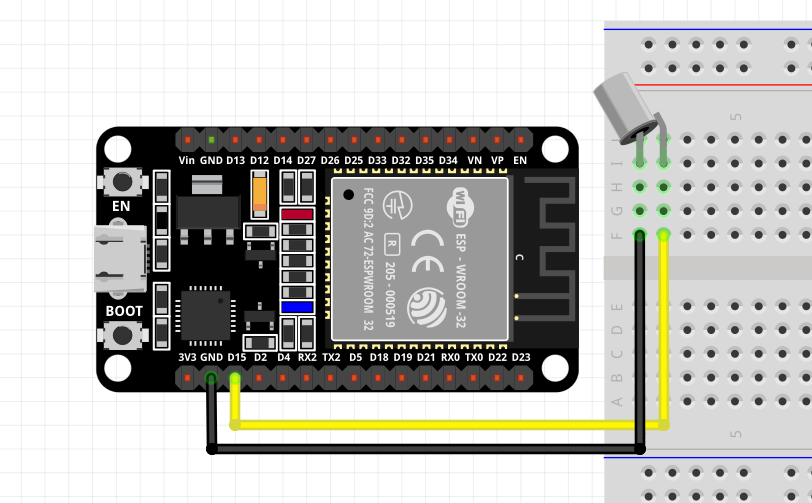 5
Vin GND D13 D12 D14 D27 D26 D25 D33 D32 D35 D34 VN VP EN
EN
BOOT
FCC 9D:2 AC 72-ESPWROOM 32
R 205 - 000519
CE
Wi Fi
ESP - WROOM -32
C
J
I
H
G
F
E
D
C
B
A
3V3 GND D15 D2 D4 RX2 TX2 D5 D18 D19 D21 RX0 TX0 D22 D23
5